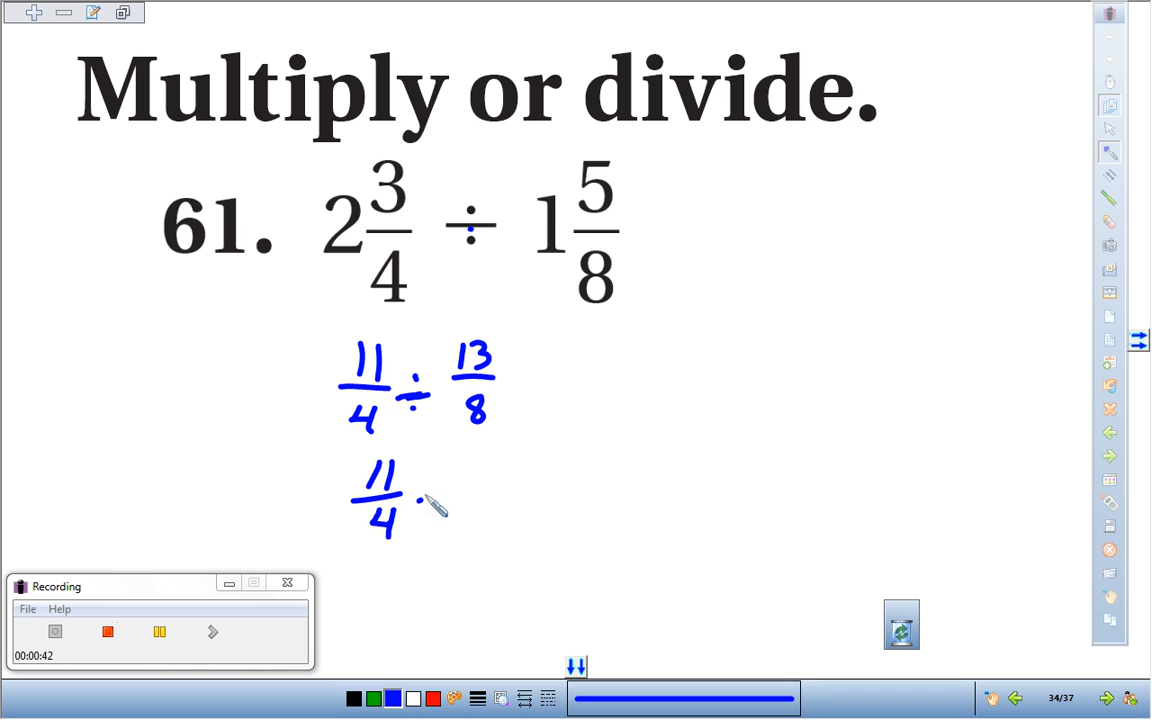 Multiply or divide.
61. 2 3/4 ÷ 1 5/8
11/4 ÷ 13/8
11/4 ·
Recording
File Help
00:00:42
34/37